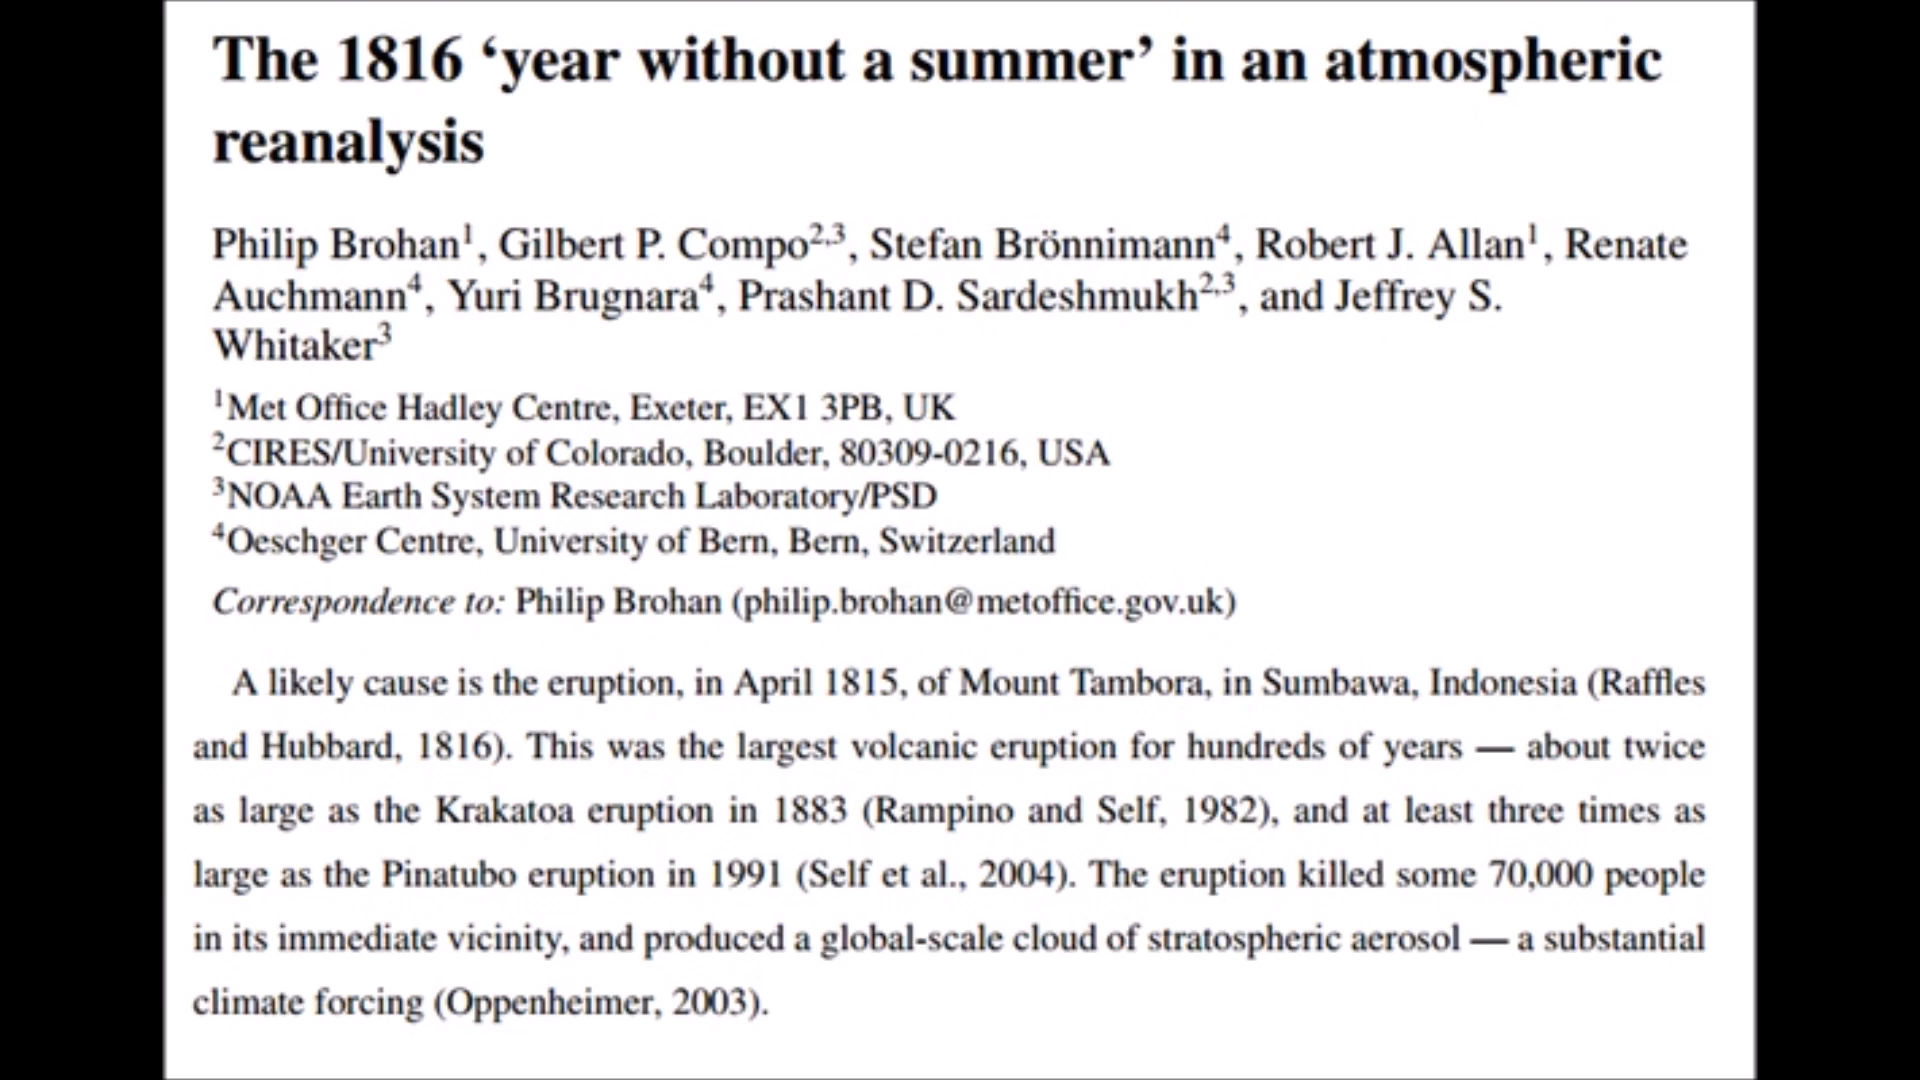 The 1816 ‘year without a summer’ in an atmospheric
reanalysis
Philip Brohan¹, Gilbert P. Compo²,³, Stefan Brönnimann⁴, Robert J. Allan¹, Renate
Auchmann⁴, Yuri Brugnara⁴, Prashant D. Sardeshmukh²,³, and Jeffrey S.
Whitaker³
¹Met Office Hadley Centre, Exeter, EX1 3PB, UK
²CIRES/University of Colorado, Boulder, 80309-0216, USA
³NOAA Earth System Research Laboratory/PSD
⁴Oeschger Centre, University of Bern, Bern, Switzerland
Correspondence to: Philip Brohan (philip.brohan@metoffice.gov.uk)
A likely cause is the eruption, in April 1815, of Mount Tambora, in Sumbawa, Indonesia (Raffles
and Hubbard, 1816). This was the largest volcanic eruption for hundreds of years — about twice
as large as the Krakatoa eruption in 1883 (Rampino and Self, 1982), and at least three times as
large as the Pinatubo eruption in 1991 (Self et al., 2004). The eruption killed some 70,000 people
in its immediate vicinity, and produced a global-scale cloud of stratospheric aerosol — a substantial
climate forcing (Oppenheimer, 2003).